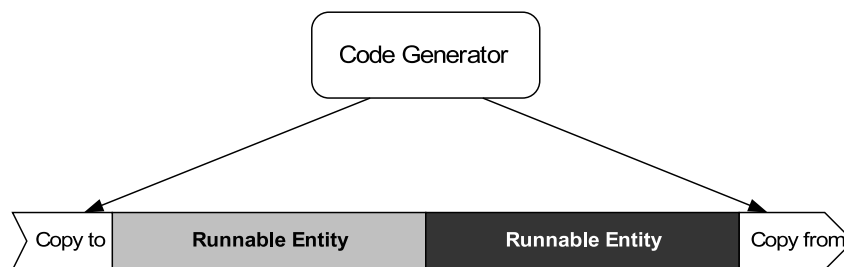 Code Generator
Copy to
Runnable Entity
Runnable Entity
Copy from